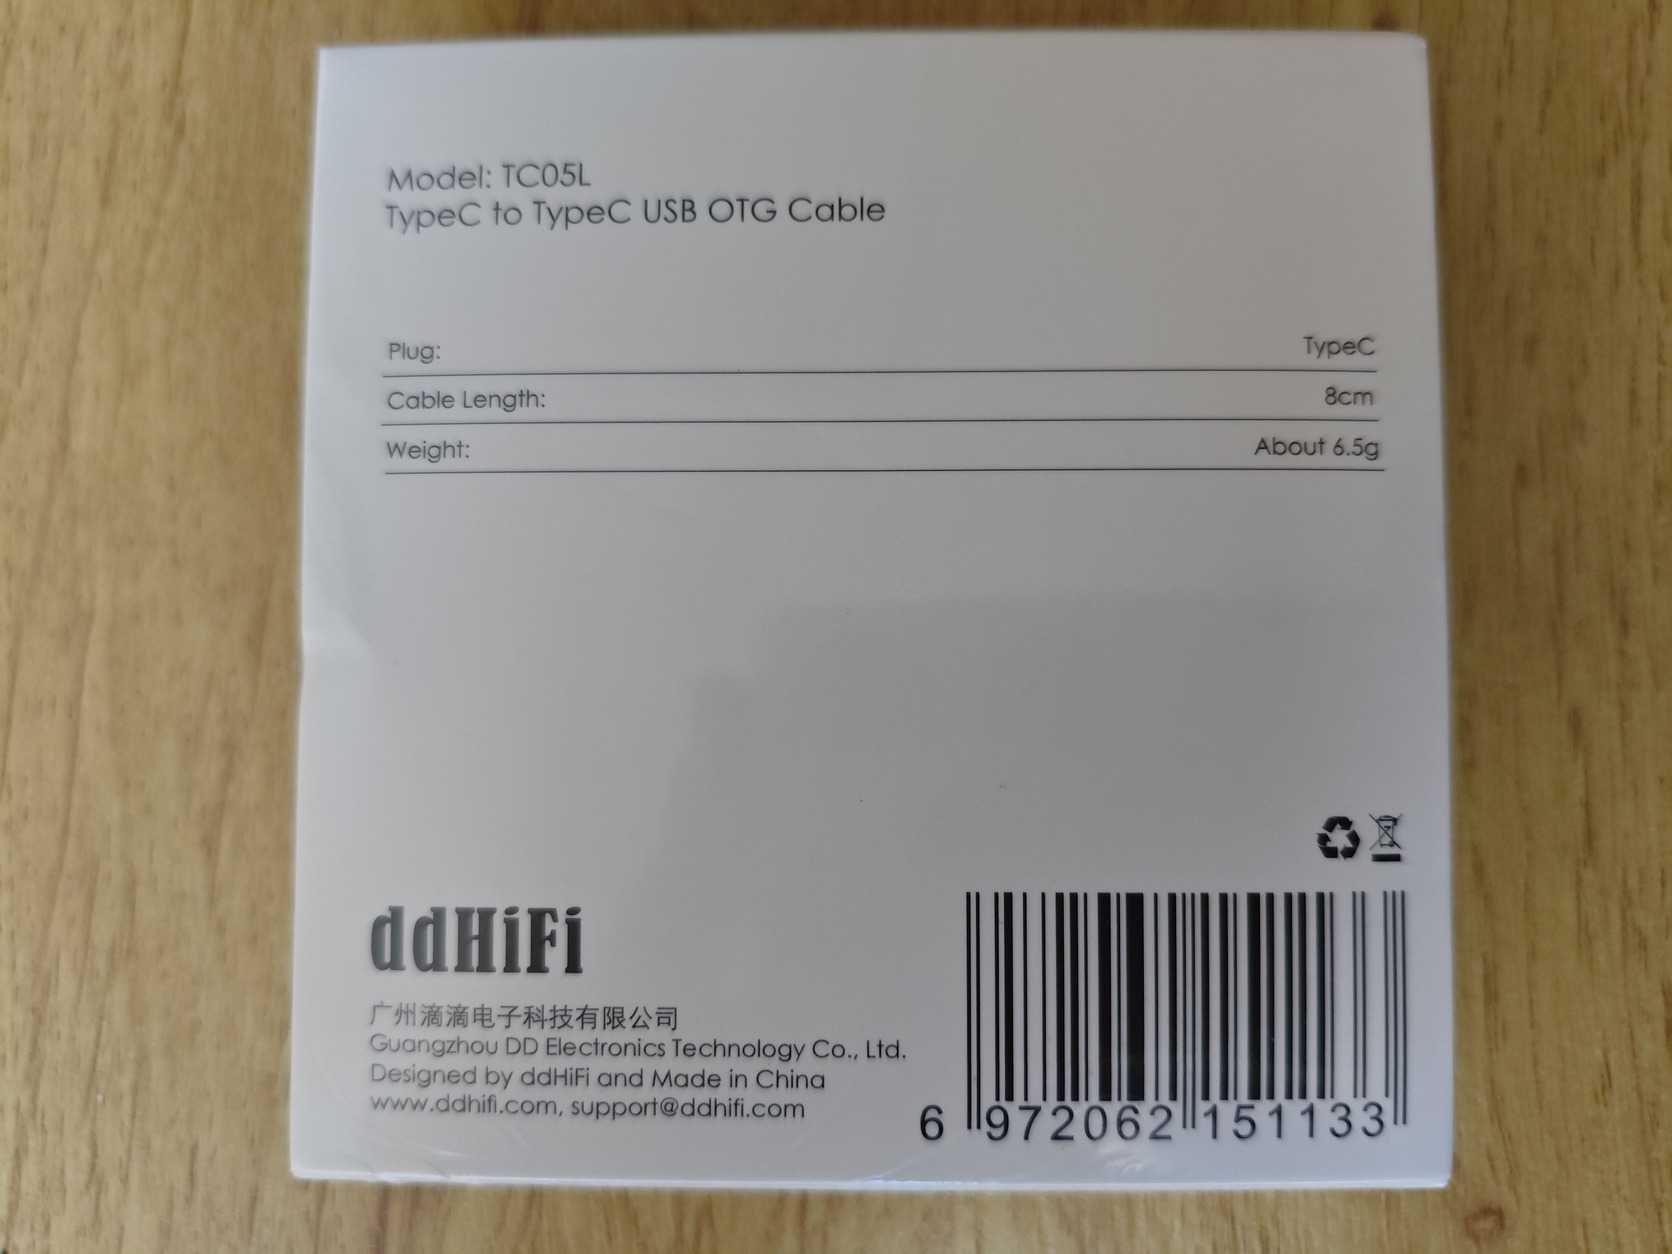 Model: TC05L
TypeC to TypeC USB OTG Cable
Plug: TypeC
Cable Length: 8cm
Weight: About 6.5g
ddHiFi
广州滴滴电子科技有限公司
Guangzhou DD Electronics Technology Co., Ltd.
Designed by ddHiFi and Made in China
www.ddhifi.com, support@ddhifi.com
6 972062 151133